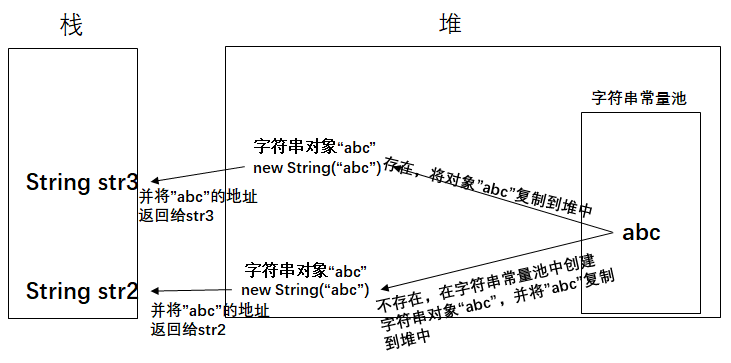 栈
堆
字符串常量池
字符串对象“abc”
new String(“abc”)
存在，将对象”abc”复制到堆中
String str3
并将”abc”的地址
返回给str3
abc
字符串对象“abc”
new String(“abc”)
String str2
并将”abc”的地址
返回给str2
不存在，在字符串常量池中创建
字符串对象“abc”，并将”abc”复制
到堆中